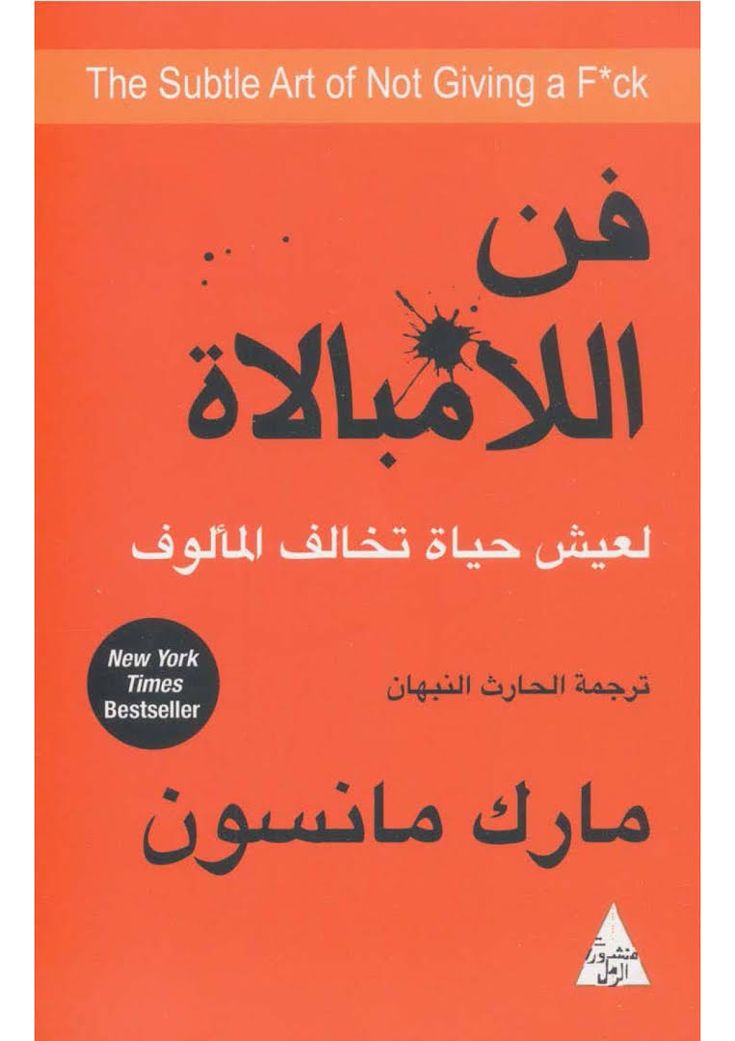 The Subtle Art of Not Giving a F*ck
فن
اللامبالاة
لعيش حياة تخالف المألوف
New York
Times
Bestseller
ترجمة الحارث النبهان
مارك مانسون
منشورات
الرمل